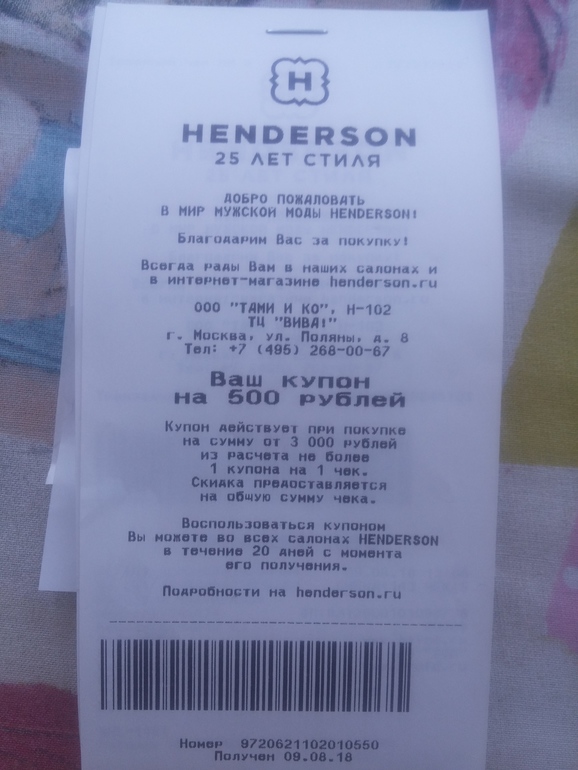 H
HENDERSON
25 ЛЕТ СТИЛЯ
ДОБРО ПОЖАЛОВАТЬ
В МИР МУЖСКОЙ МОДЫ HENDERSON!
Благодарим Вас за покупку!
Всегда рады Вам в наших салонах и
в интернет-магазине henderson.ru
ООО "ТАМИ И КО", Н-102
ТЦ "ВИВА!"
г. Москва, ул. Поляны, д. 8
Тел: +7 (495) 268-00-67
Ваш купон
на 500 рублей
Купон действует при покупке
на сумму от 3 000 рублей
из расчета не более
1 купона на 1 чек.
Скидка предоставляется
на общую сумму чека.
Воспользоваться купоном
Вы можете во всех салонах HENDERSON
в течение 20 дней с момента
его получения.
Подробности на henderson.ru
Номер 9720621102010550
Получен 09.08.18